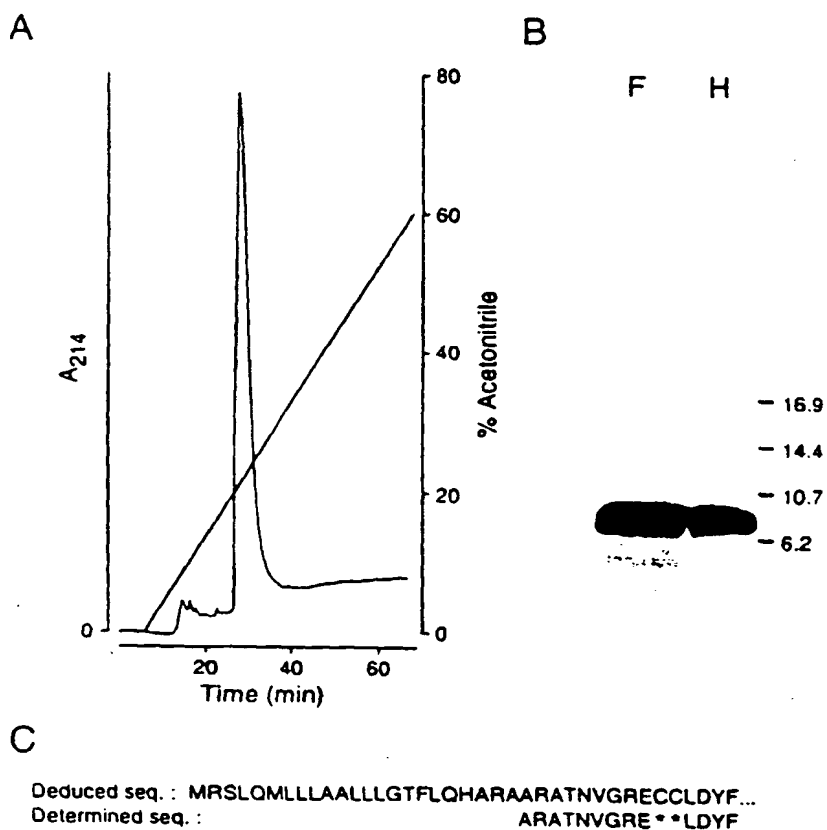 A
B
F H
80
60
40
20
0
A214
0
% Acetonitrile
20 40 60
Time (min)
16.9
14.4
10.7
6.2
C
Deduced seq. : MRSLQMLLLAALLLGTFLQHARAARATNVGRECCLDYF...
Determined seq. : ARATNVGRE**LDYF